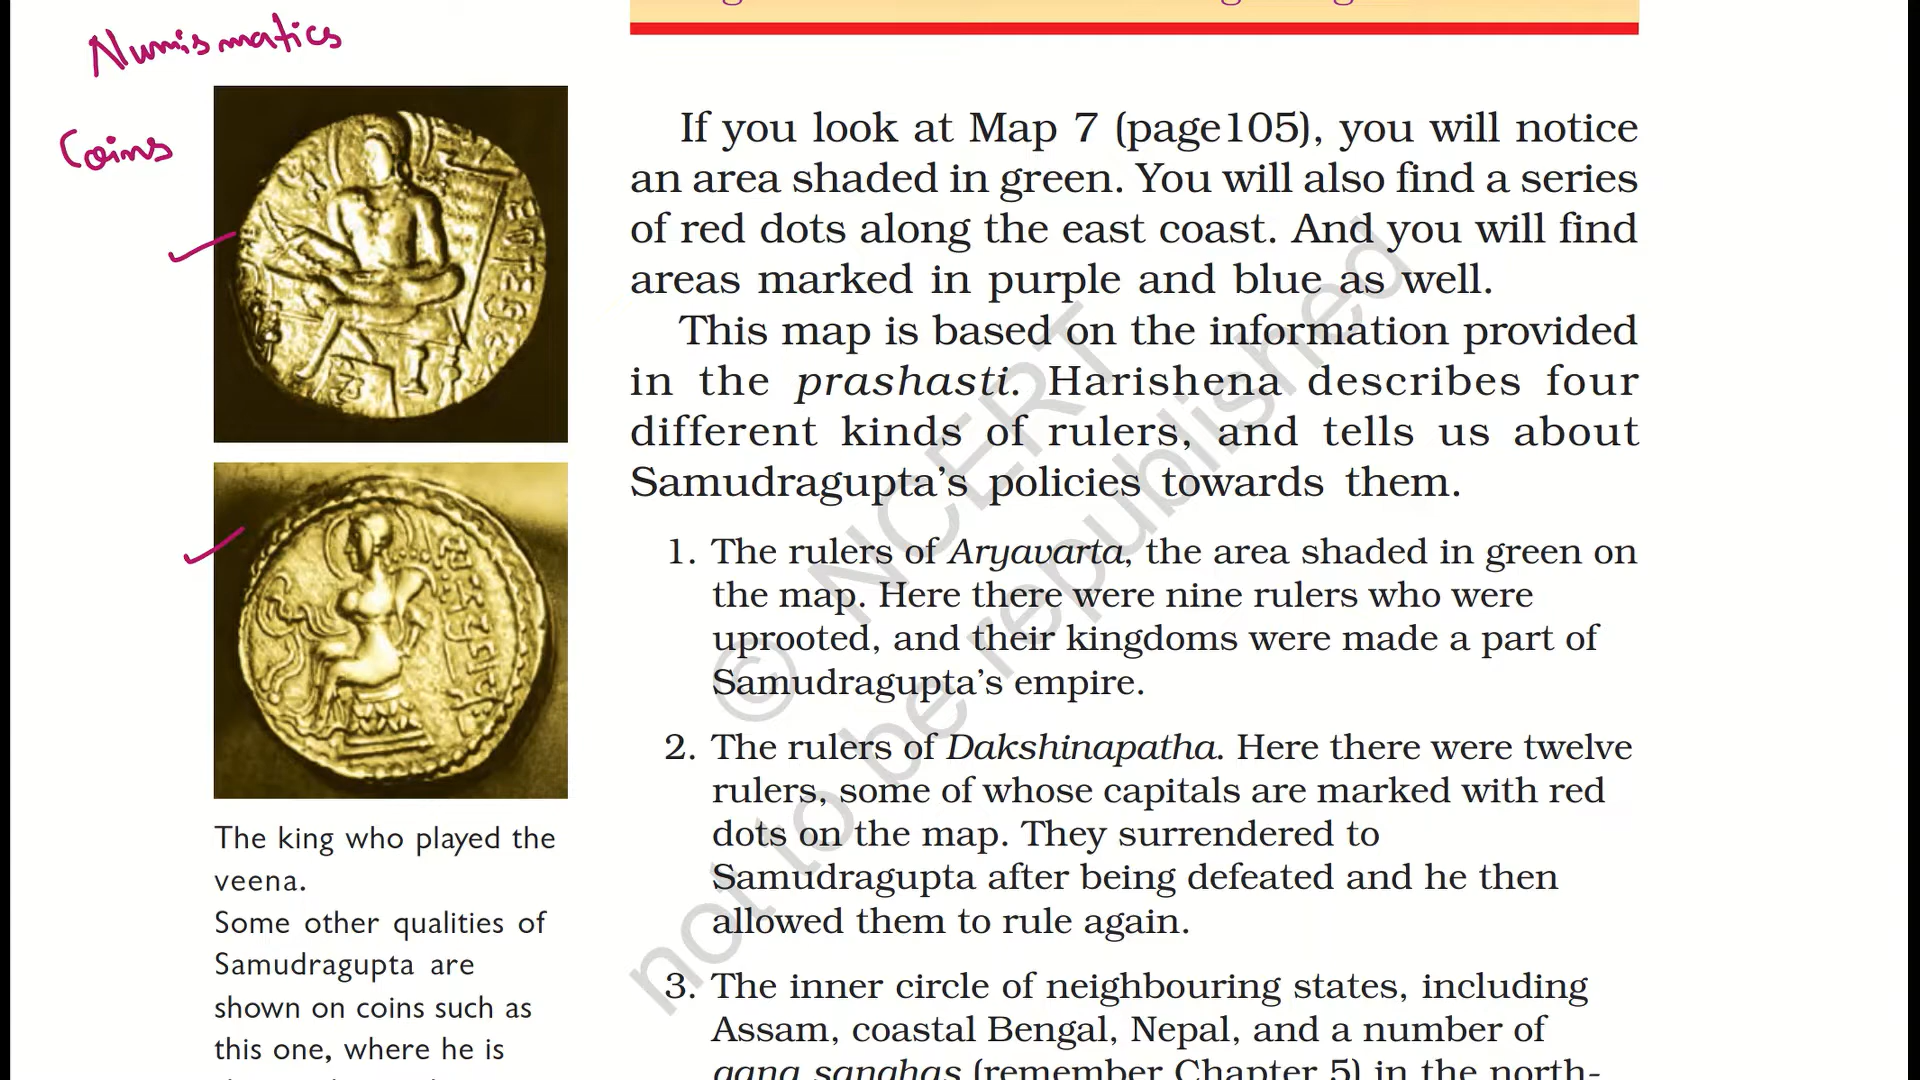 Numismatics
Coins
If you look at Map 7 (page105), you will notice
an area shaded in green. You will also find a series
of red dots along the east coast. And you will find
areas marked in purple and blue as well.
This map is based on the information provided
in the prashasti. Harishena describes four
different kinds of rulers, and tells us about
Samudragupta’s policies towards them.
1. The rulers of Aryavarta, the area shaded in green on
the map. Here there were nine rulers who were
uprooted, and their kingdoms were made a part of
Samudragupta’s empire.
2. The rulers of Dakshinapatha. Here there were twelve
rulers, some of whose capitals are marked with red
dots on the map. They surrendered to
Samudragupta after being defeated and he then
allowed them to rule again.
3. The inner circle of neighbouring states, including
Assam, coastal Bengal, Nepal, and a number of
gana sanghas (remember Chapter 5) in the north-
The king who played the
veena.
Some other qualities of
Samudragupta are
shown on coins such as
this one, where he is
© NCERT
not to be republished